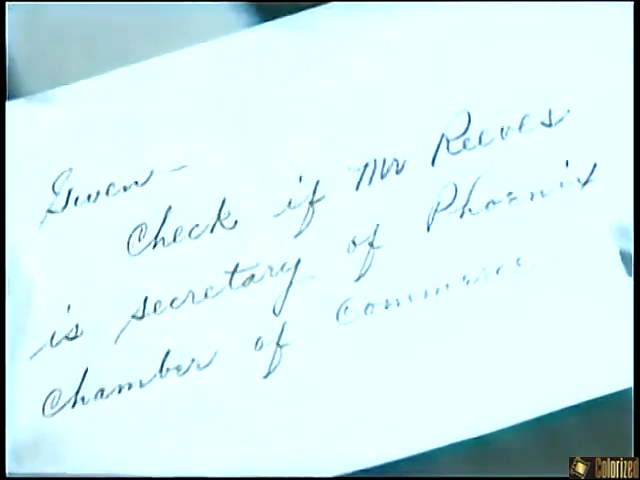 Gwen -
Check if Mr Reeves
is secretary of Phoenix
Chamber of Commerce
Colorized